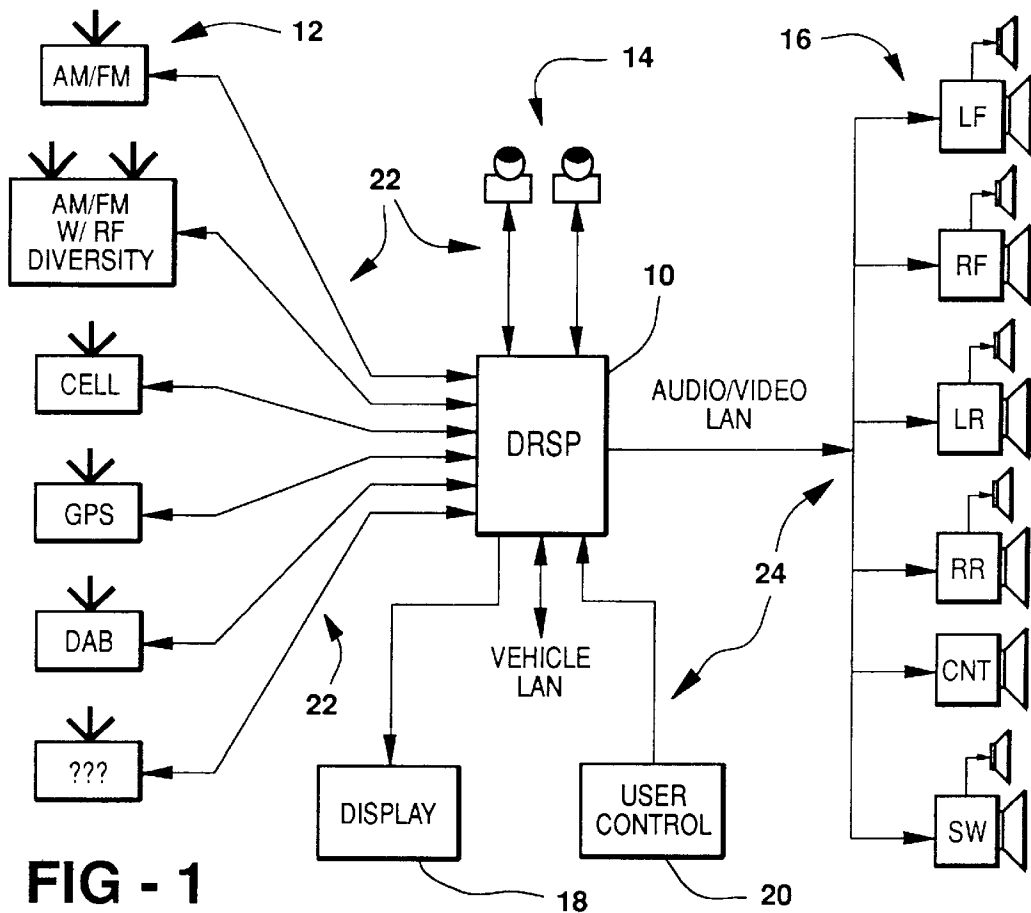 12
AM/FM
AM/FM
W/ RF
DIVERSITY
CELL
GPS
DAB
???
22
22
14
10
DRSP
AUDIO/VIDEO
LAN
VEHICLE
LAN
24
DISPLAY
18
USER
CONTROL
20
16
LF
RF
LR
RR
CNT
SW
FIG - 1